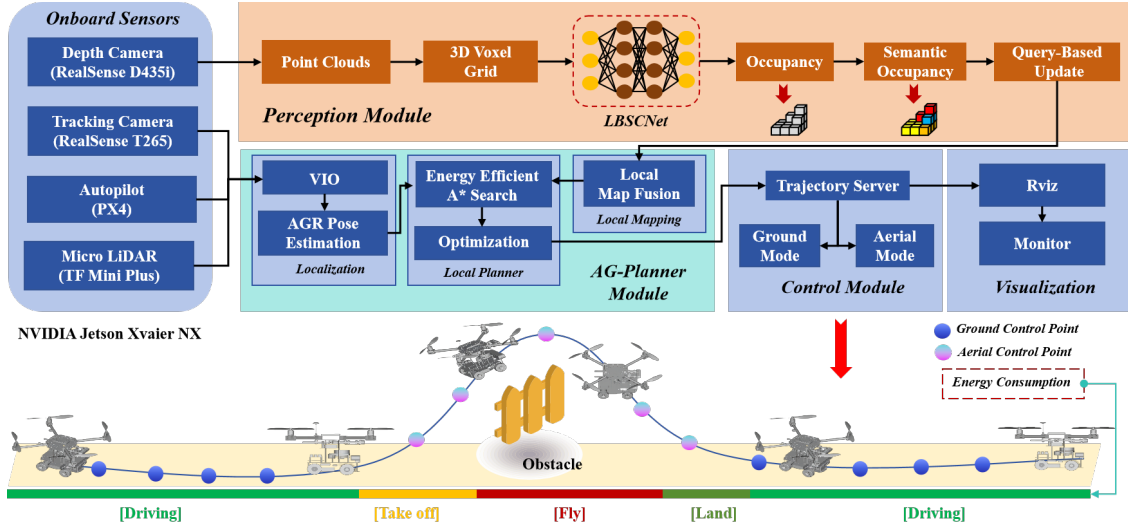 Onboard Sensors
Depth Camera
(RealSense D435i)
Tracking Camera
(RealSense T265)
Autopilot
(PX4)
Micro LiDAR
(TF Mini Plus)
NVIDIA Jetson Xvaier NX
Point Clouds
3D Voxel
Grid
LBSCNet
Occupancy
Semantic
Occupancy
Query-Based
Update
Perception Module
VIO
AGR Pose
Estimation
Localization
Energy Efficient
A* Search
Optimization
Local Planner
Local
Map Fusion
Local Mapping
AG-Planner
Module
Trajectory Server
Ground
Mode
Aerial
Mode
Control Module
Rviz
Monitor
Visualization
Ground Control Point
Aerial Control Point
Energy Consumption
Obstacle
[Driving]
[Take off]
[Fly]
[Land]
[Driving]